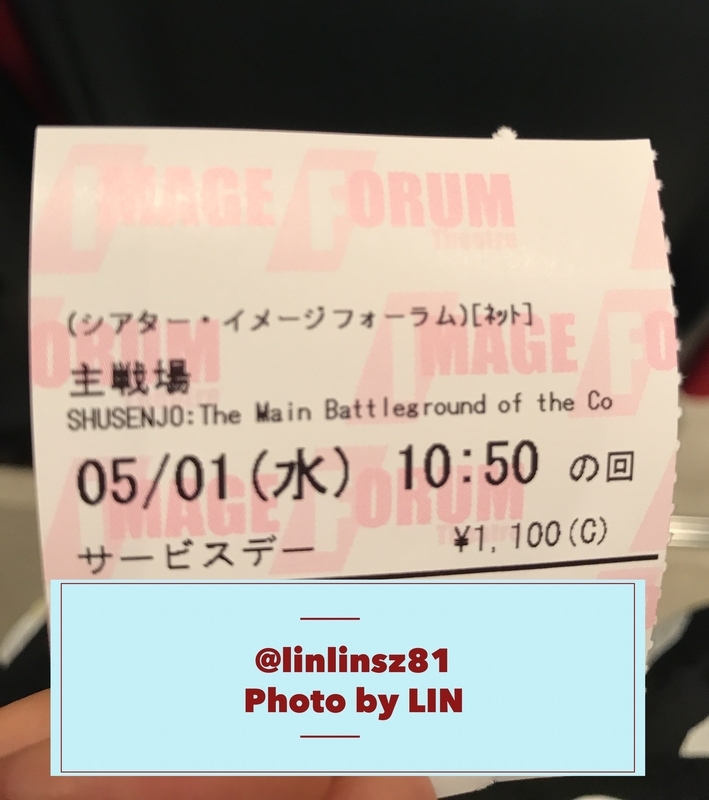 IMAGE FORUM
Theatre
(シアター・イメージフォーラム)[ネット]
主戦場
SHUSENJO:The Main Battleground of the Co
05/01(水) 10:50 の回
サービスデー ¥1,100(C)
@linlinsz81
Photo by LIN